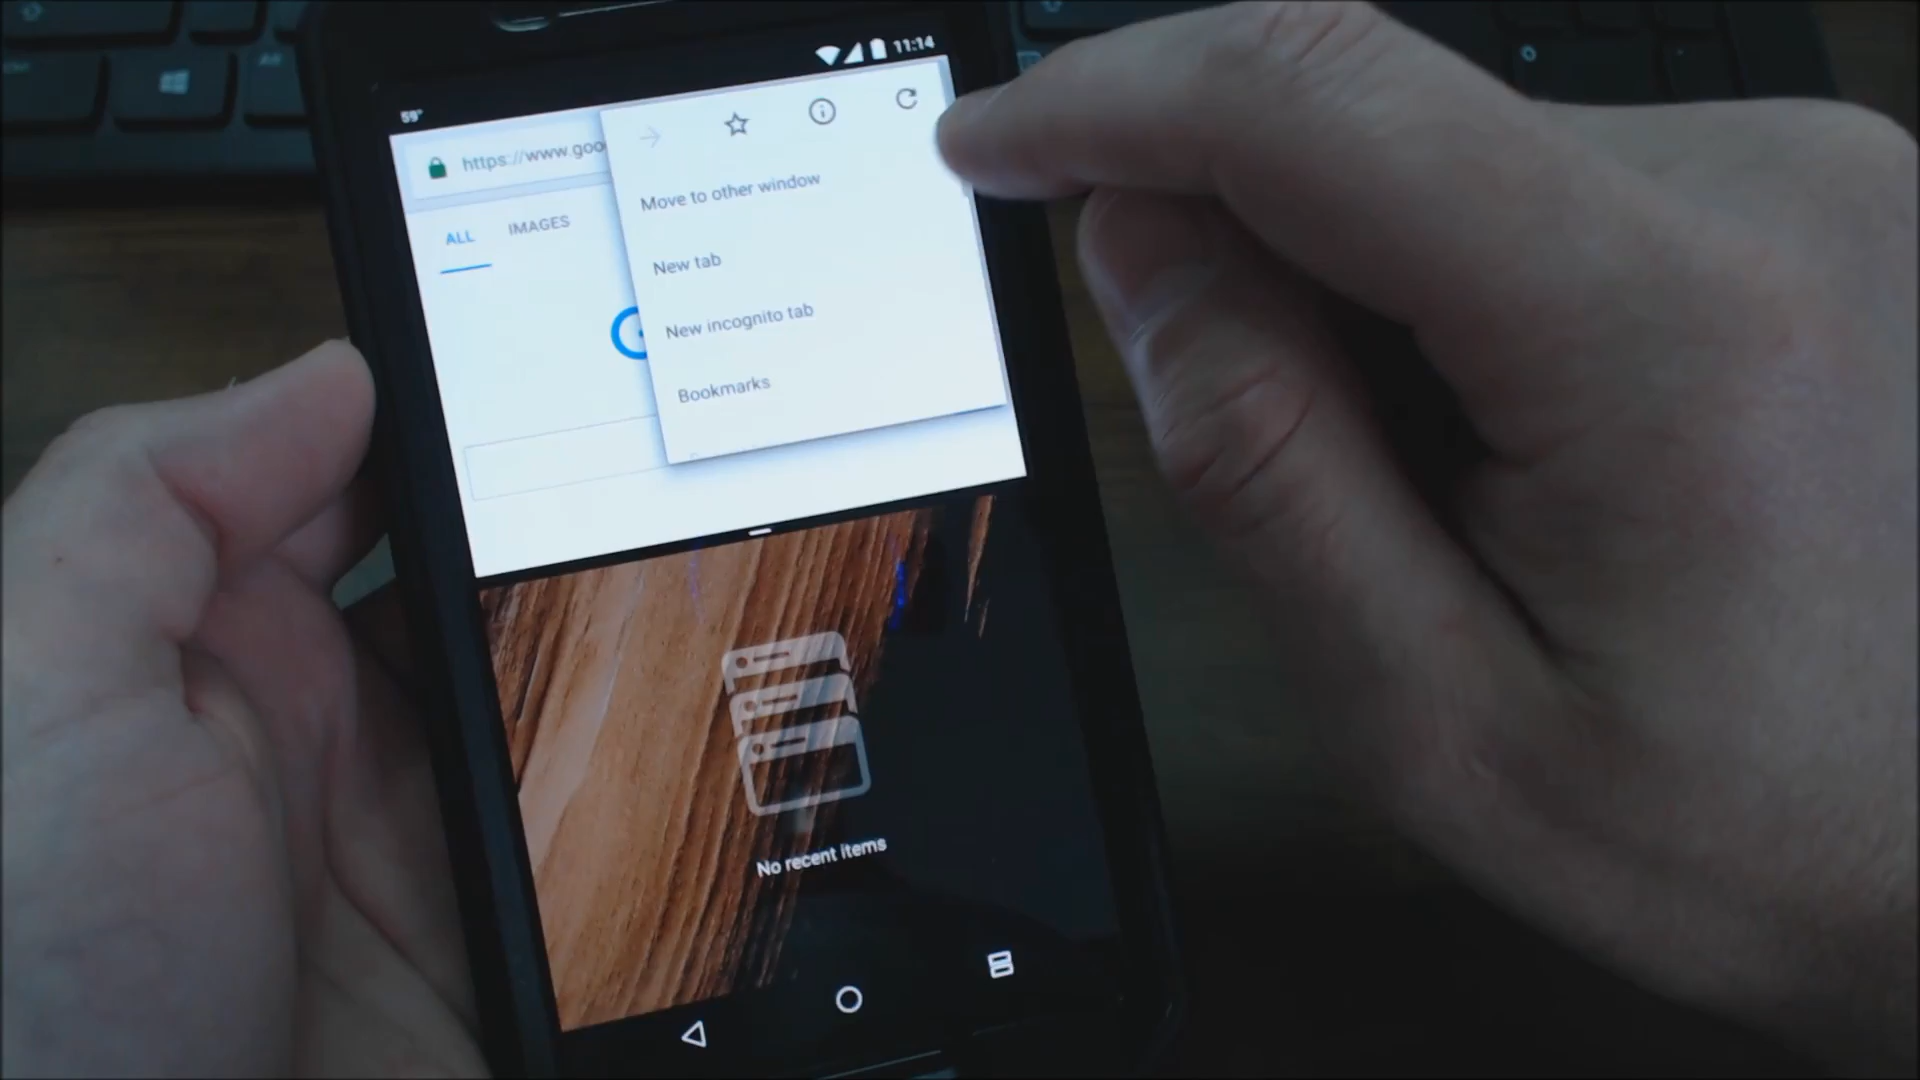 11:14
59°
https://www.goo
ALL IMAGES
Move to other window
New tab
New incognito tab
Bookmarks
No recent items